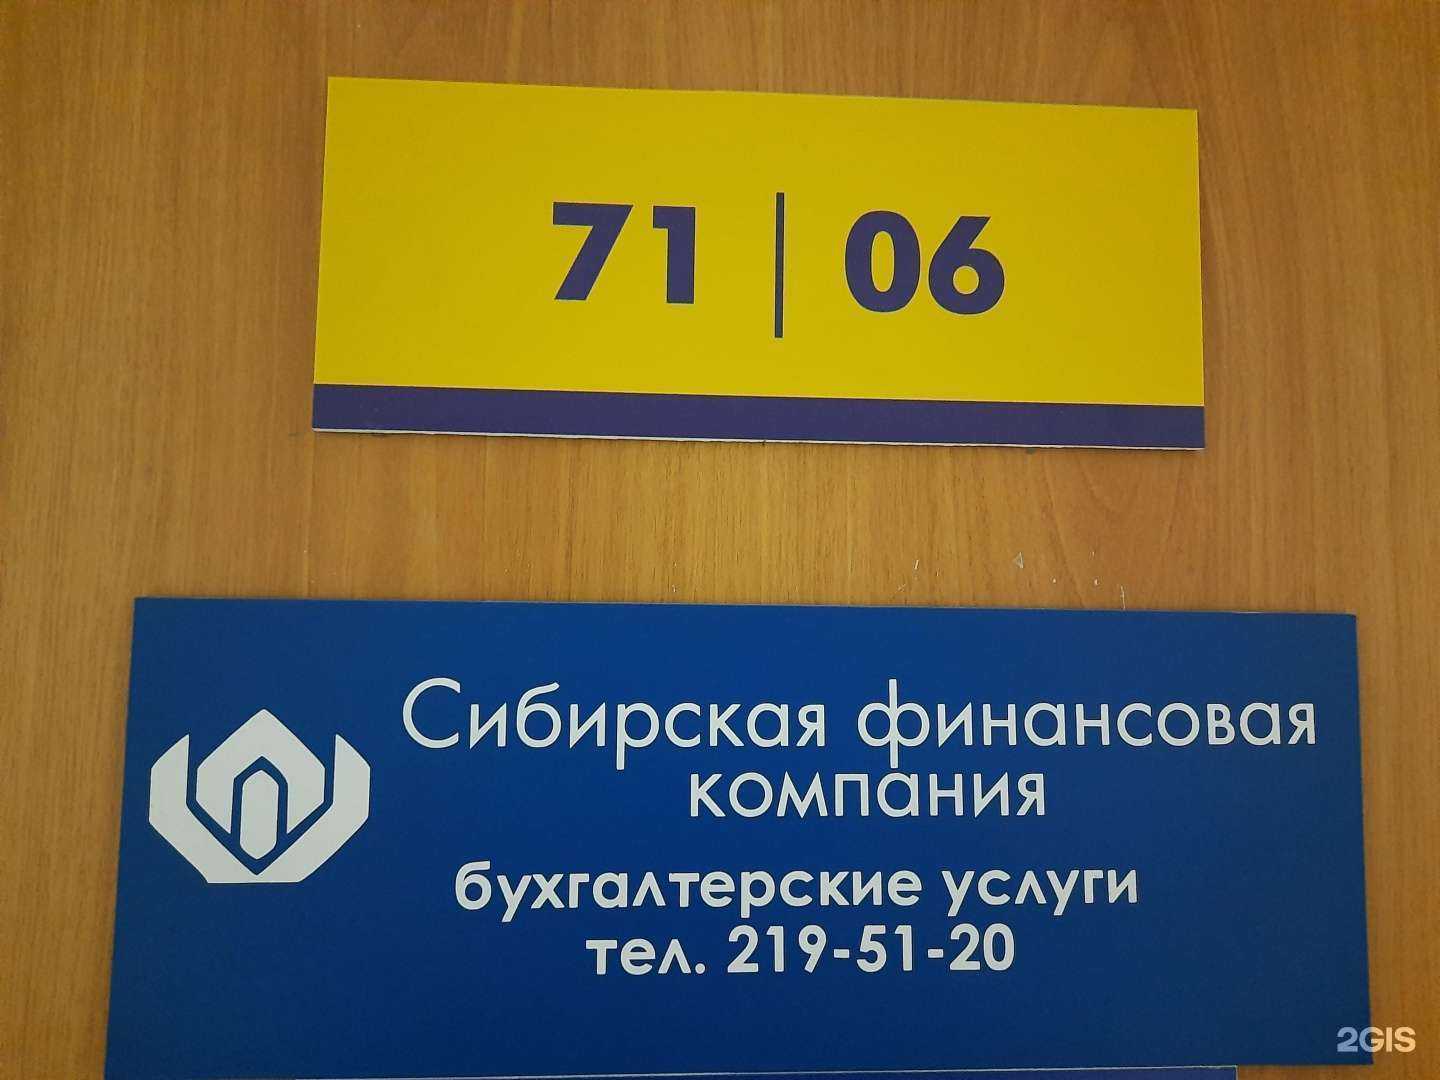 71 | 06
Сибирская финансовая
компания
бухгалтерские услуги
тел. 219-51-20
2GIS